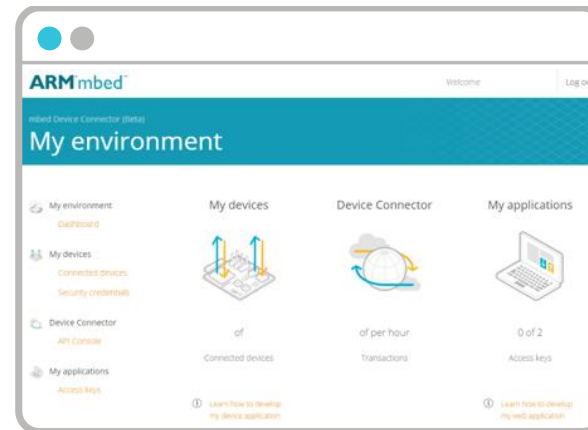 ARM mbed
Welcome
Log ou
mbed Device Connector (Beta)
My environment
My environment
Dashboard
My devices
Connected devices
Security credentials
Device Connector
API Console
My applications
Access keys
My devices
of
Connected devices
Learn how to develop
my device application
Device Connector
of per hour
Transactions
My applications
0 of 2
Access keys
Learn how to develop
my web application